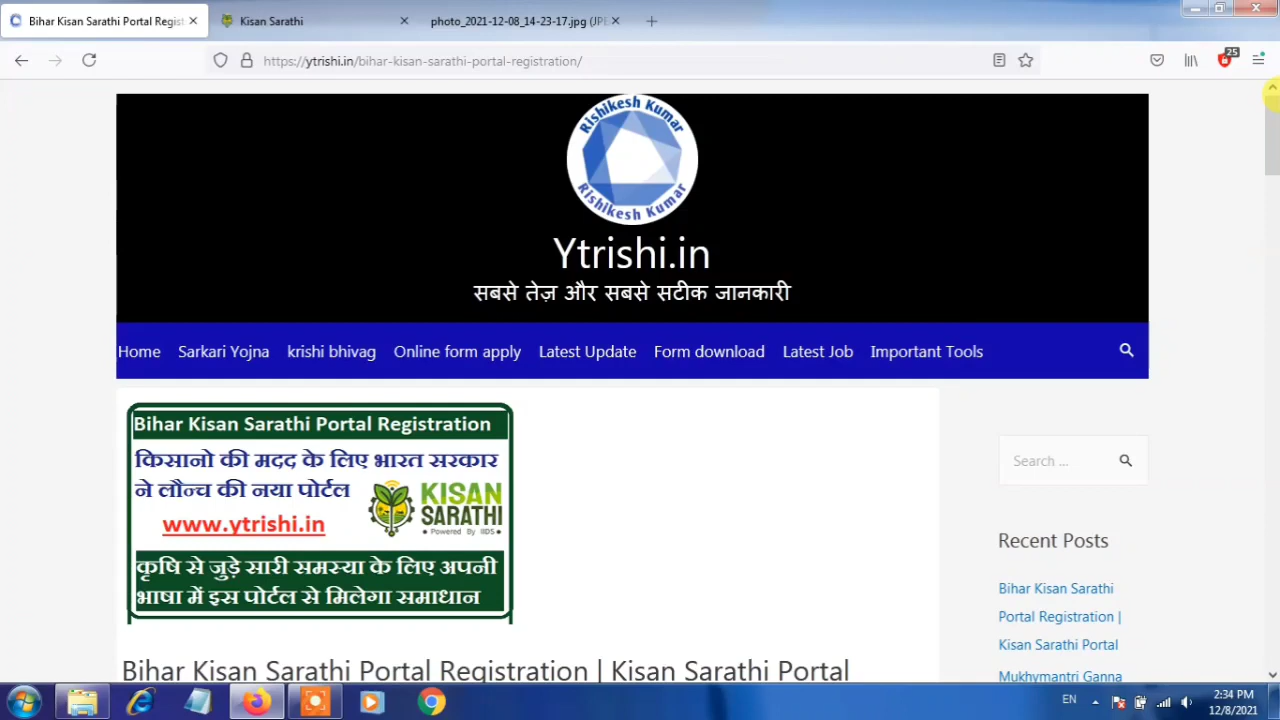 Bihar Kisan Sarathi Portal Regist
Kisan Sarathi
photo_2021-12-08_14-23-17.jpg (JPE
https://ytrishi.in/bihar-kisan-sarathi-portal-registration/
25
Rishikesh Kumar
Rishikesh Kumar
Ytrishi.in
सबसे तेज़ और सबसे सटीक जानकारी
Home Sarkari Yojna krishi bhivag Online form apply Latest Update Form download Latest Job Important Tools
Bihar Kisan Sarathi Portal Registration
किसानो की मदद के लिए भारत सरकार
ने लौन्च की नया पोर्टल
KISAN
SARATHI
Powered By IIDS
www.ytrishi.in
कृषि से जुड़े सारी समस्या के लिए अपनी
भाषा में इस पोर्टल से मिलेगा समाधान
Bihar Kisan Sarathi Portal Registration | Kisan Sarathi Portal
Search ...
Recent Posts
Bihar Kisan Sarathi
Portal Registration |
Kisan Sarathi Portal
Mukhymantri Ganna
EN
2:34 PM
12/8/2021